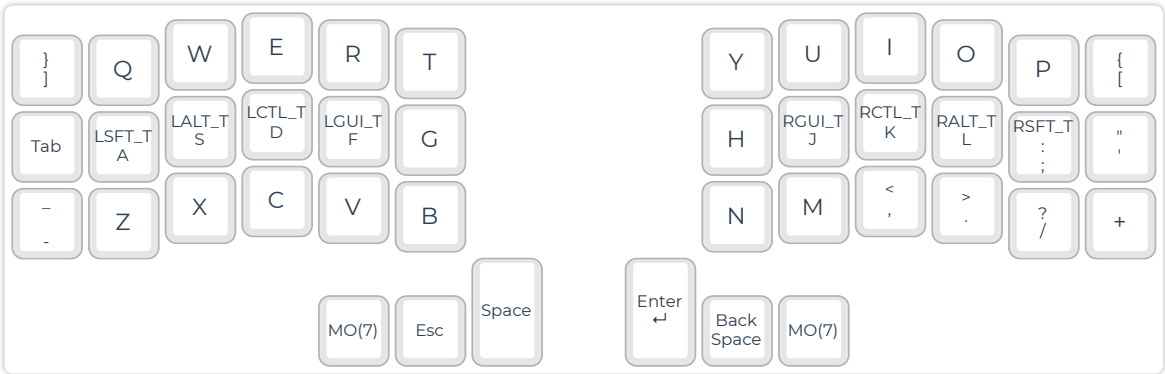 } Q W E R T Y U I O P {
] [
Tab LSFT_T LALT_T LCTL_T LGUI_T G H RGUI_T RCTL_T RALT_T RSFT_T "
A S D F J K L : '
;
_ Z X C V B N M < > ? +
- , . /
MO(7) Esc Space Enter Back MO(7)
↵ Space